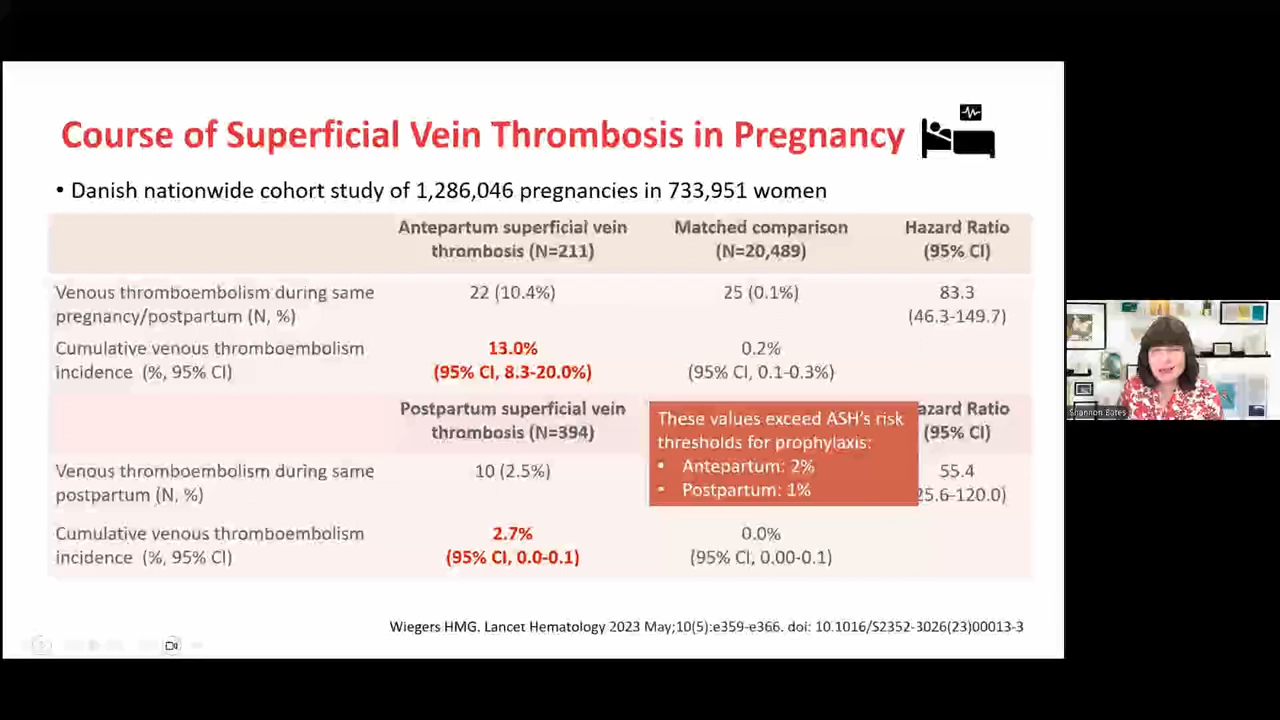 Course of Superficial Vein Thrombosis in Pregnancy
• Danish nationwide cohort study of 1,286,046 pregnancies in 733,951 women
Antepartum superficial vein thrombosis (N=211)
Matched comparison (N=20,489)
Hazard Ratio (95% CI)
Venous thromboembolism during same pregnancy/postpartum (N, %)
22 (10.4%)
25 (0.1%)
83.3 (46.3-149.7)
Cumulative venous thromboembolism incidence (%, 95% CI)
13.0% (95% CI, 8.3-20.0%)
0.2% (95% CI, 0.1-0.3%)
Postpartum superficial vein thrombosis (N=394)
azard Ratio (95% CI)
These values exceed ASH's risk thresholds for prophylaxis:
• Antepartum: 2%
• Postpartum: 1%
Venous thromboembolism during same postpartum (N, %)
10 (2.5%)
55.4 25.6-120.0)
Cumulative venous thromboembolism incidence (%, 95% CI)
2.7% (95% CI, 0.0-0.1)
0.0% (95% CI, 0.00-0.1)
Wiegers HMG. Lancet Hematology 2023 May;10(5):e359-e366. doi: 10.1016/S2352-3026(23)00013-3
Shannon Bates